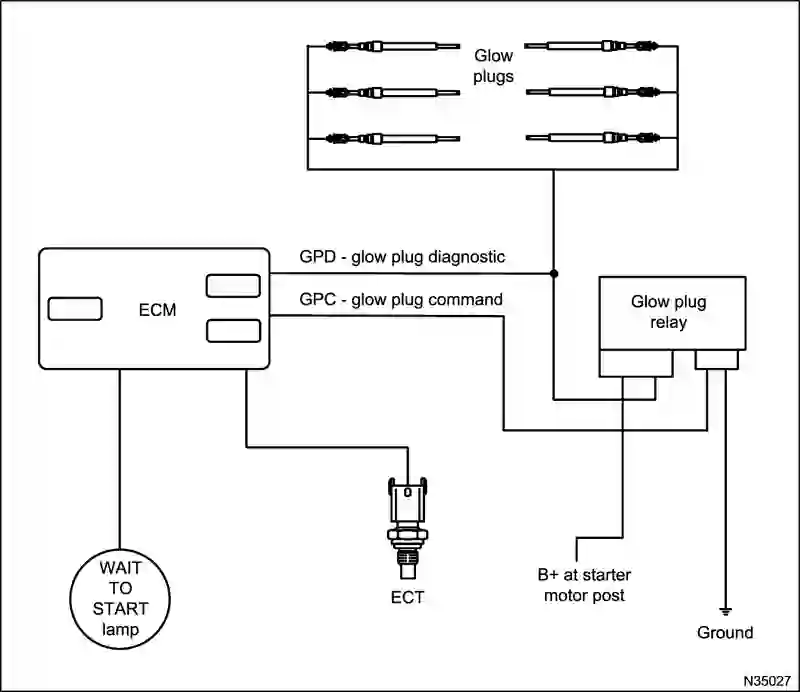 Glow
plugs
GPD - glow plug diagnostic
GPC - glow plug command
ECM
Glow plug
relay
WAIT
TO
START
lamp
ECT
B+ at starter
motor post
Ground
N35027